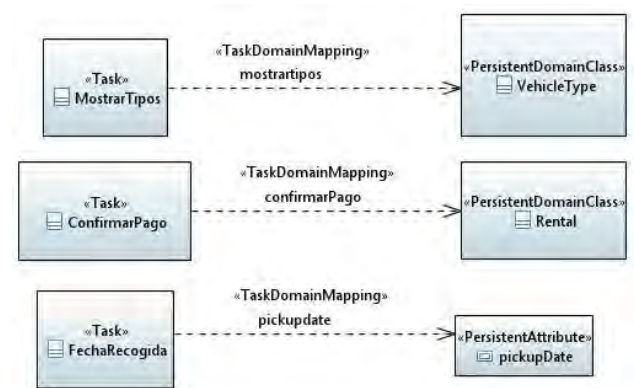 «Task»
MostrarTipos
«TaskDomainMapping»
mostrartipos
«PersistentDomainClass»
VehicleType
«Task»
ConfirmarPago
«TaskDomainMapping»
confirmarPago
«PersistentDomainClass»
Rental
«Task»
FechaRecogida
«TaskDomainMapping»
pickupdate
«PersistentAttribute»
pickupDate